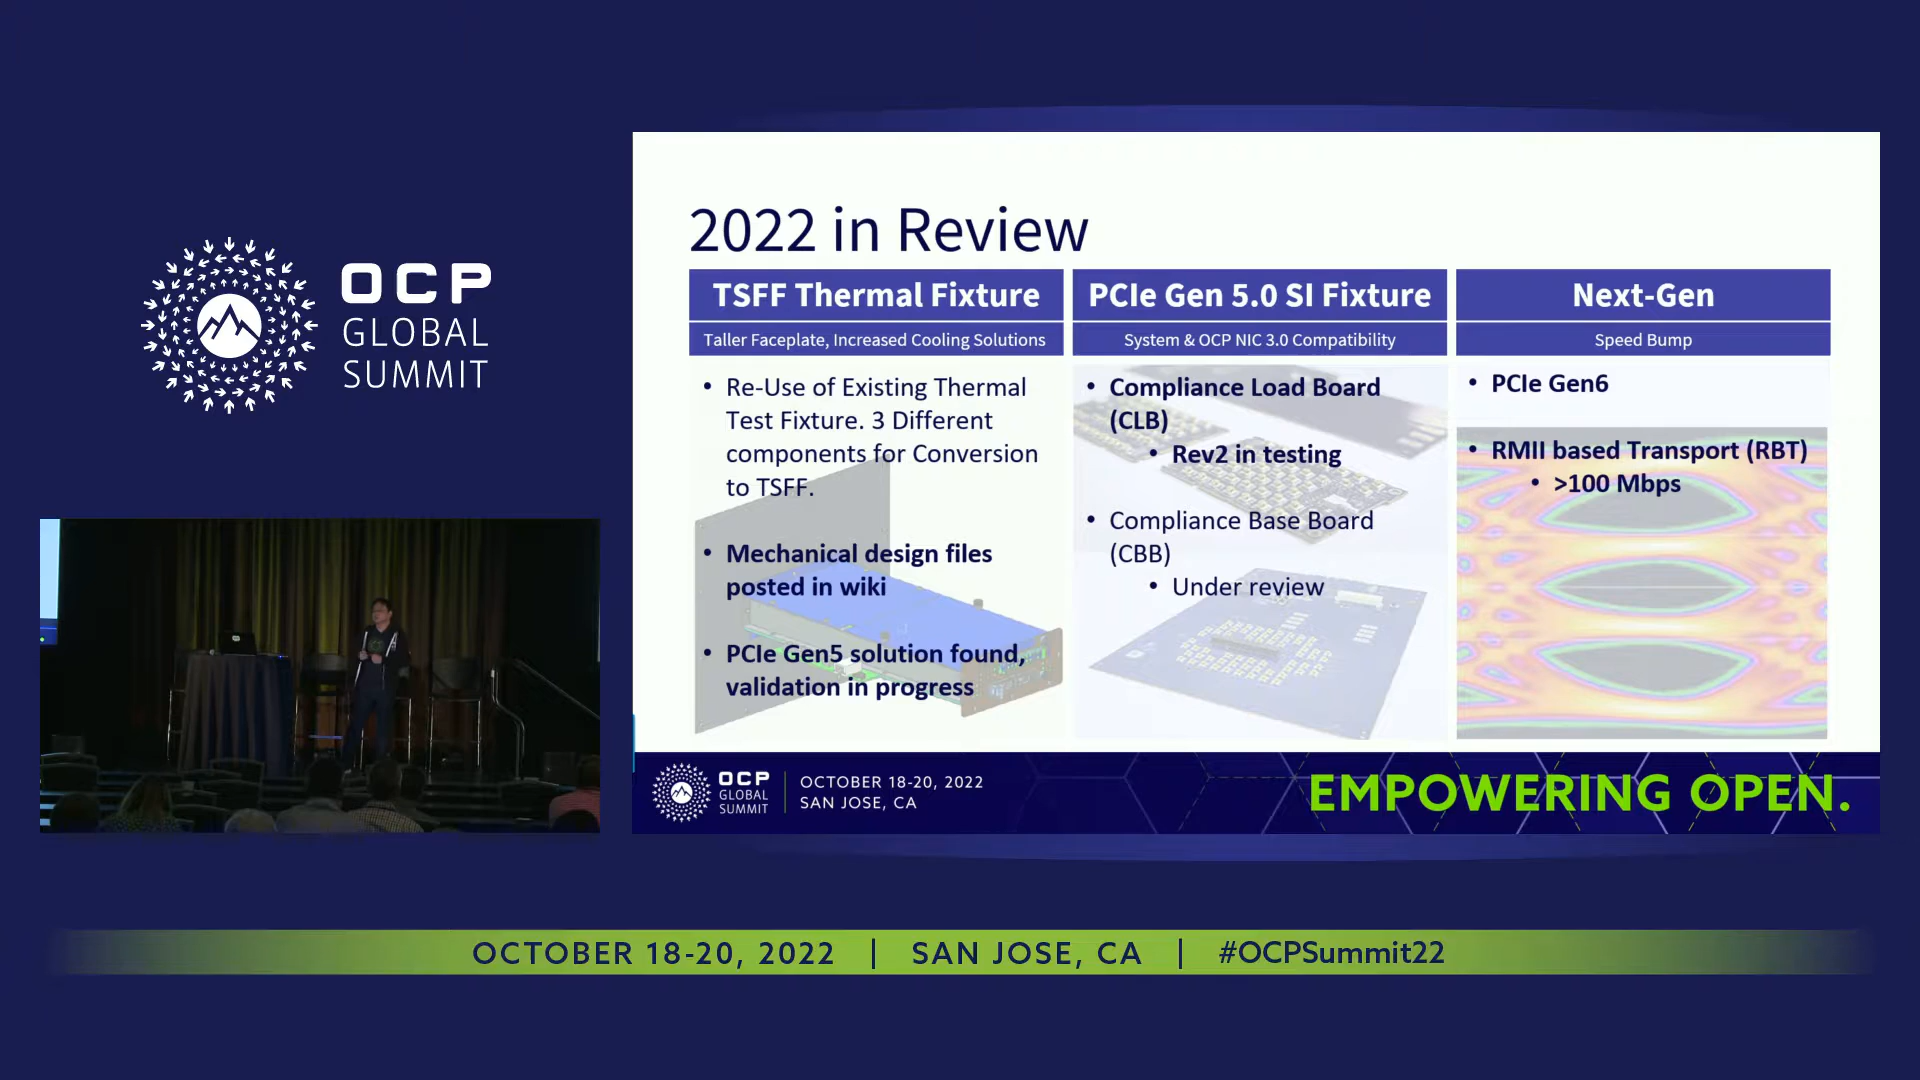 OCP
GLOBAL
SUMMIT
2022 in Review
TSFF Thermal Fixture
Taller Faceplate, Increased Cooling Solutions
• Re-Use of Existing Thermal
Test Fixture. 3 Different
components for Conversion
to TSFF.
• Mechanical design files
posted in wiki
• PCIe Gen5 solution found,
validation in progress
PCIe Gen 5.0 SI Fixture
System & OCP NIC 3.0 Compatibility
• Compliance Load Board
(CLB)
• Rev2 in testing
• Compliance Base Board
(CBB)
• Under review
Next-Gen
Speed Bump
• PCIe Gen6
• RMII based Transport (RBT)
• >100 Mbps
OCP
GLOBAL
SUMMIT
OCTOBER 18-20, 2022
SAN JOSE, CA
EMPOWERING OPEN.
OCTOBER 18-20, 2022 | SAN JOSE, CA | #OCPSummit22